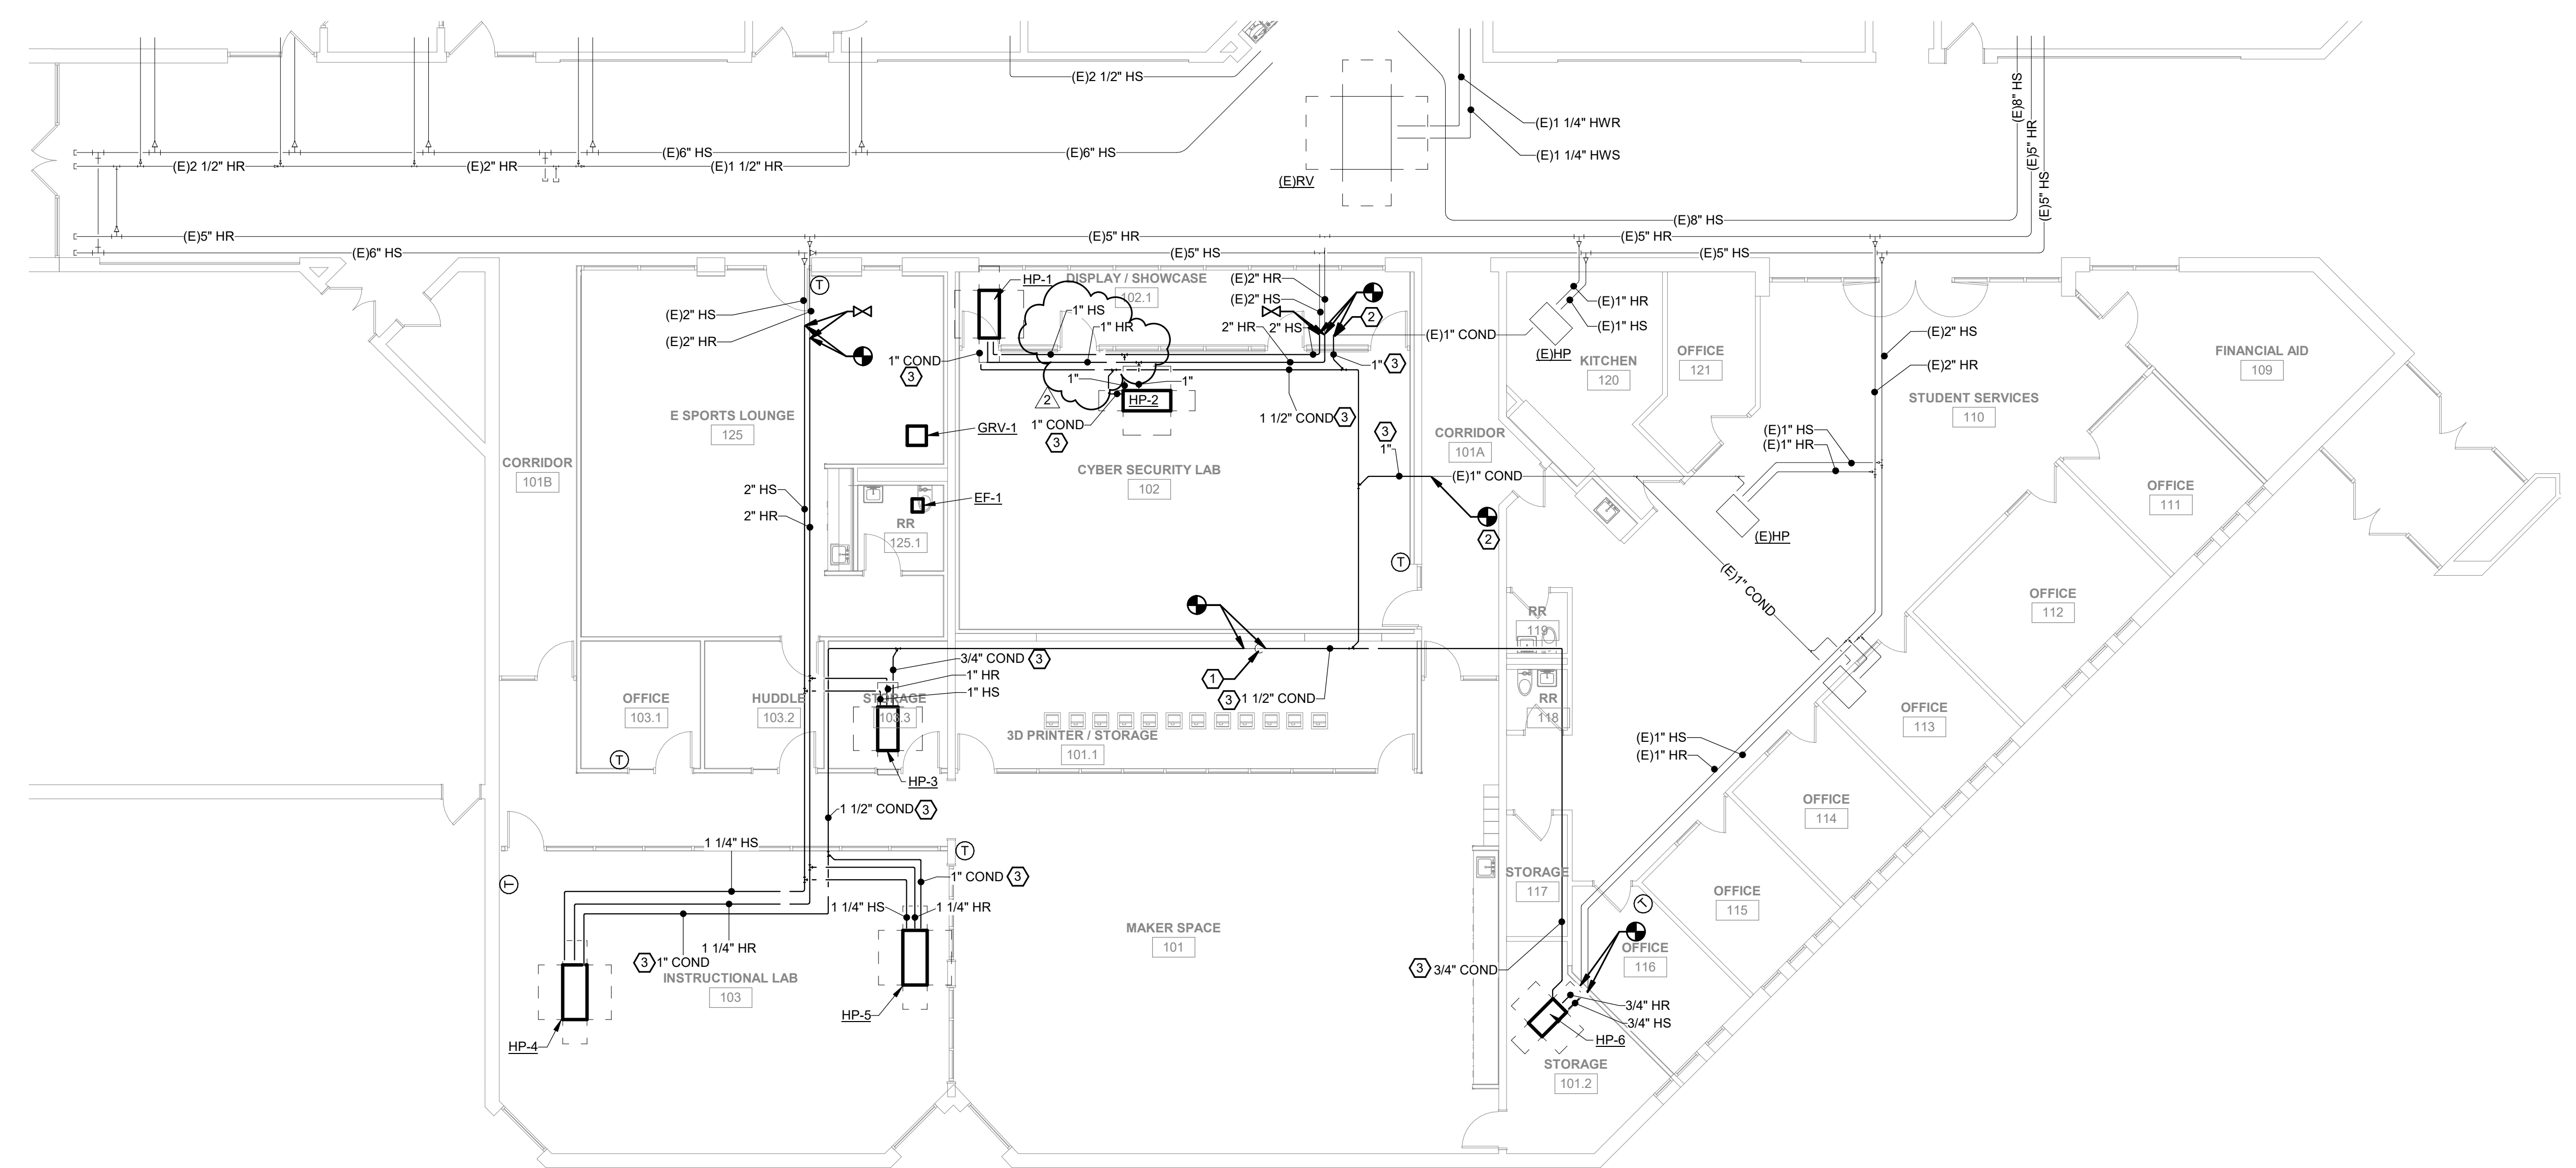 (E)2 1/2" HS
(E)1 1/4" HWR
(E)1 1/4" HWS
(E)8" HS
(E)5" HR
(E)5" HS
(E)6" HS
(E)6" HS
(E)2 1/2" HR
(E)2" HR
(E)1 1/2" HR
(E)RV
(E)8" HS
(E)5" HR
(E)5" HR
(E)5" HR
(E)6" HS
(E)5" HS
(E)5" HS
T
HP-1
DISPLAY / SHOWCASE
102.1
(E)2" HR
(E)2" HS
2" HR
2" HS
2
1" HS
1" HR
(E)2" HS
(E)2" HR
1" COND
3
1"
1"
2
HP-2
1" COND
3
1" 3
1 1/2" COND 3
(E)1" COND
(E)1" HR
(E)1" HS
(E)HP
KITCHEN
120
OFFICE
121
(E)2" HS
(E)2" HR
FINANCIAL AID
109
STUDENT SERVICES
110
E SPORTS LOUNGE
125
GRV-1
CORRIDOR
101B
CORRIDOR
101A
3
1"
(E)1" COND
(E)1" HS
(E)1" HR
CYBER SECURITY LAB
102
2" HS
2" HR
EF-1
RR
125.1
2
(E)HP
OFFICE
111
T
(E)1" COND
OFFICE
112
RR
119
3/4" COND 3
1" HR
1" HS
1
3 1 1/2" COND
OFFICE
103.1
HUDDLE
103.2
STORAGE
103.3
RR
118
OFFICE
113
3D PRINTER / STORAGE
101.1
T
HP-3
(E)1" HS
(E)1" HR
1 1/2" COND 3
OFFICE
114
1 1/4" HS
T
T
1" COND 3
STORAGE
117
OFFICE
115
T
1 1/4" HS
1 1/4" HR
1 1/4" HR
3 1" COND
INSTRUCTIONAL LAB
103
MAKER SPACE
101
3 3/4" COND
OFFICE
116
3/4" HR
3/4" HS
HP-4
HP-5
HP-6
STORAGE
101.2